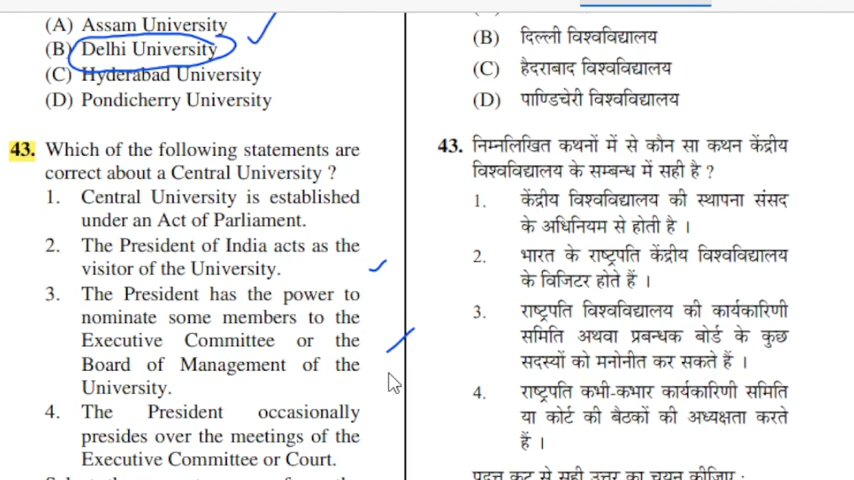 (A) Assam University
(B) Delhi University
(C) Hyderabad University
(D) Pondicherry University
43. Which of the following statements are
correct about a Central University ?
1. Central University is established
under an Act of Parliament.
2. The President of India acts as the
visitor of the University.
3. The President has the power to
nominate some members to the
Executive Committee or the
Board of Management of the
University.
4. The President occasionally
presides over the meetings of the
Executive Committee or Court.
(B) दिल्ली विश्वविद्यालय
(C) हैदराबाद विश्वविद्यालय
(D) पाण्डिचेरी विश्वविद्यालय
43. निम्नलिखित कथनों में से कौन सा कथन केंद्रीय
विश्वविद्यालय के सम्बन्ध में सही है ?
1. केंद्रीय विश्वविद्यालय की स्थापना संसद
के अधिनियम से होती है ।
2. भारत के राष्ट्रपति केंद्रीय विश्वविद्यालय
के विजिटर होते हैं ।
3. राष्ट्रपति विश्वविद्यालय की कार्यकारिणी
समिति अथवा प्रबन्धक बोर्ड के कुछ
सदस्यों को मनोनीत कर सकते हैं ।
4. राष्ट्रपति कभी-कभार कार्यकारिणी समिति
या कोर्ट की बैठकों की अध्यक्षता करते
हैं ।
प्रदत्त कूट से सही उत्तर का चयन कीजिए :